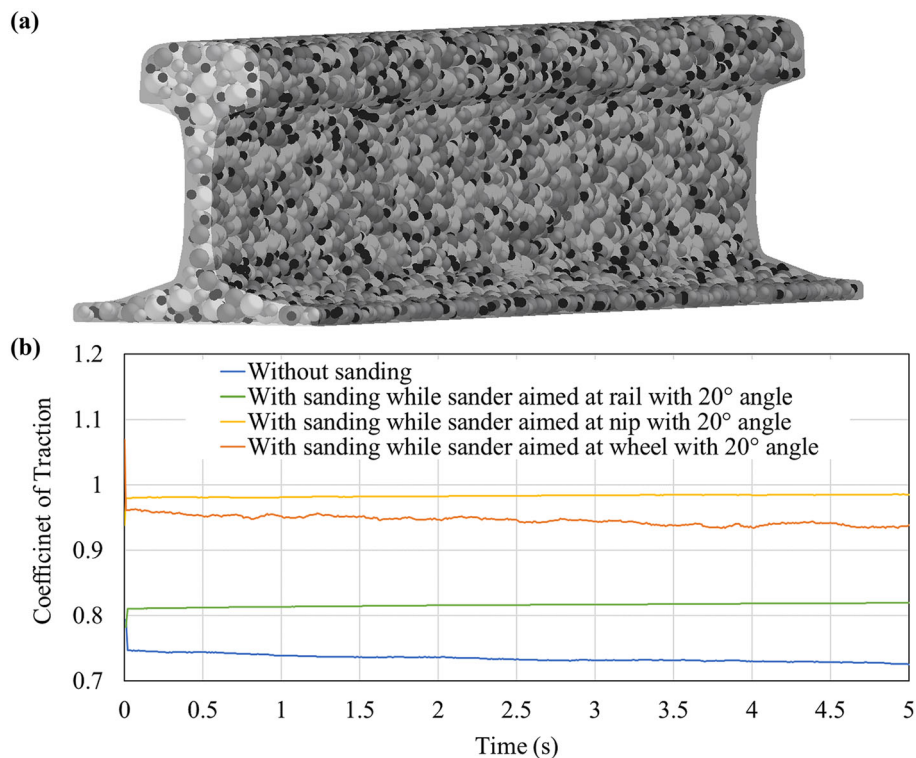 (a)
(b)
1.2
1.1
1
0.9
0.8
0.7
Coefficinet of Traction
Without sanding
With sanding while sander aimed at rail with 20° angle
With sanding while sander aimed at nip with 20° angle
With sanding while sander aimed at wheel with 20° angle
0 0.5 1 1.5 2 2.5 3 3.5 4 4.5 5
Time (s)